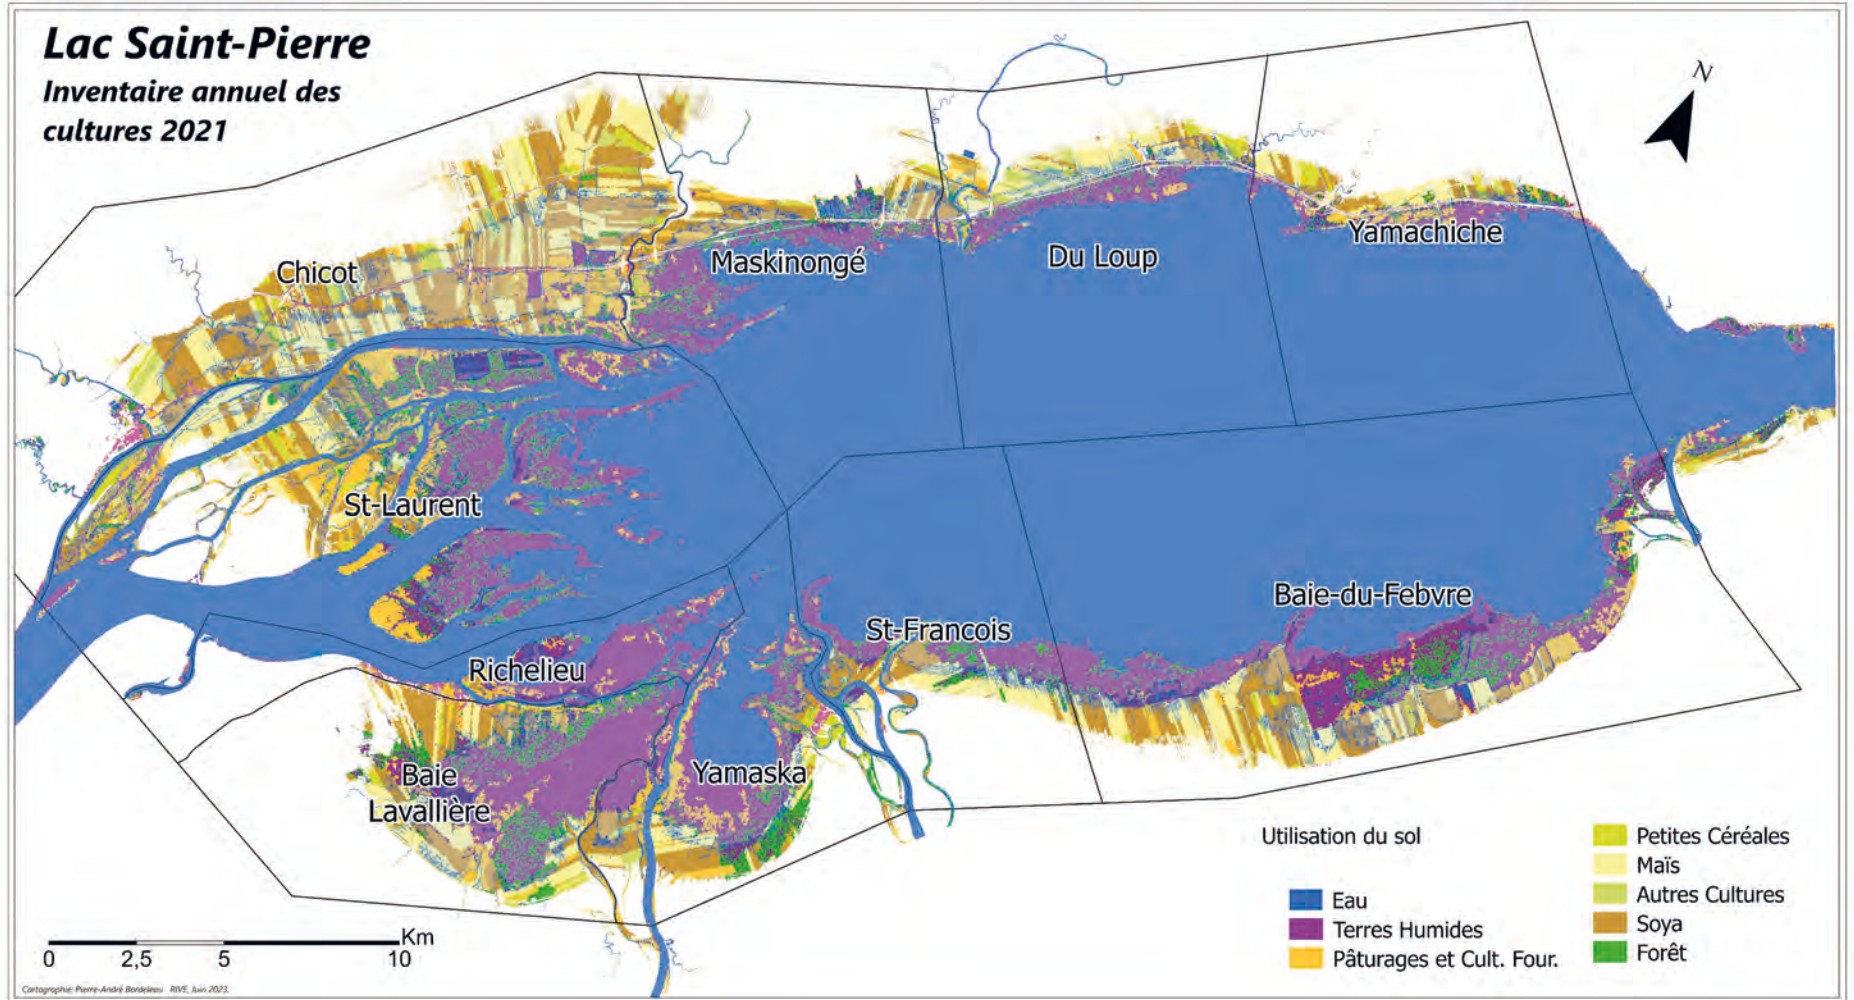 Lac Saint-Pierre
Inventaire annuel des
cultures 2021
N
Chicot
Maskinongé
Du Loup
Yamachiche
St-Laurent
Baie-du-Febvre
St-Francois
Richelieu
Baie
Lavallière
Yamaska
Utilisation du sol
Eau
Terres Humides
Pâturages et Cult. Four.
Petites Céréales
Maïs
Autres Cultures
Soya
Forêt
Km
0 2,5 5 10
Cartographie: Pierre-André Bordeleau RIVE, Juin 2023.